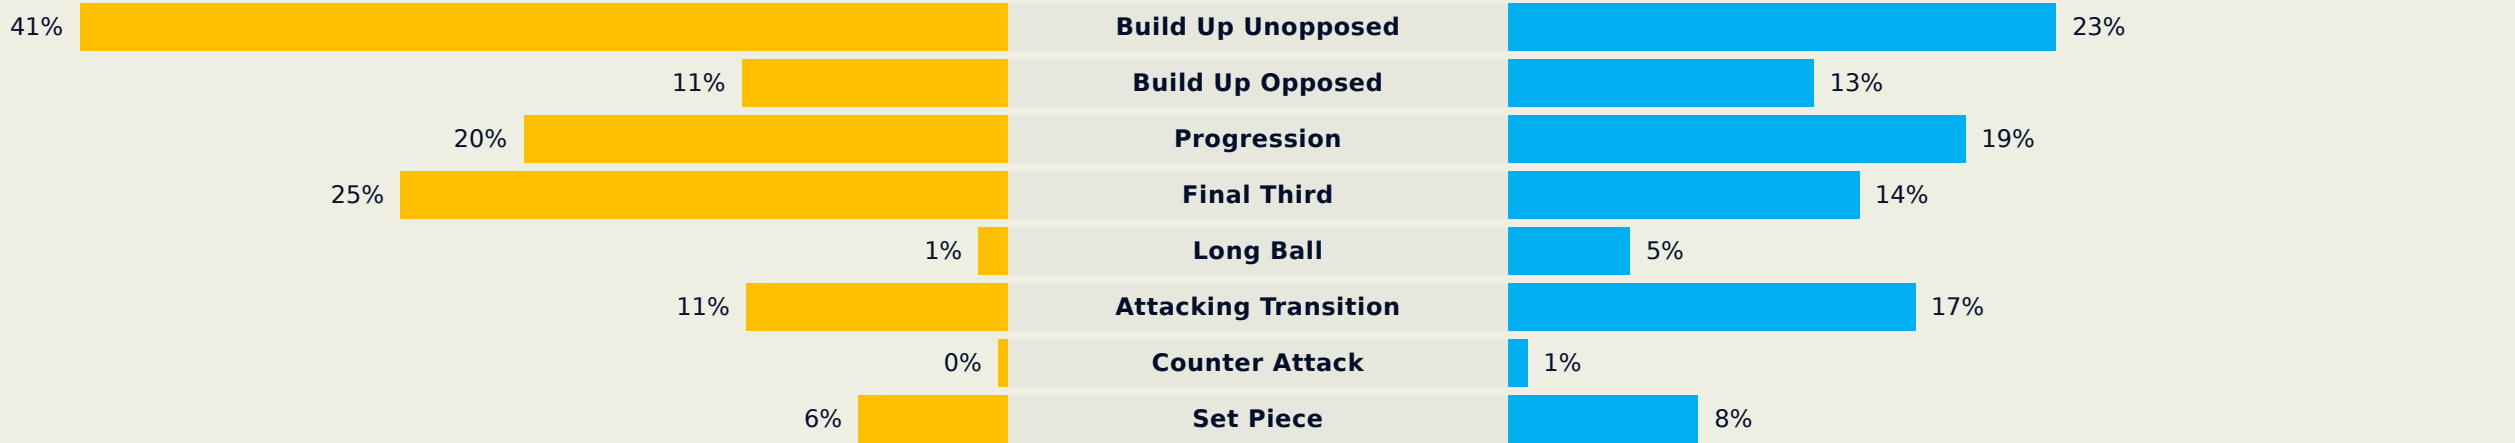 41% Build Up Unopposed 23%
11% Build Up Opposed 13%
20% Progression 19%
25% Final Third 14%
1% Long Ball 5%
11% Attacking Transition 17%
0% Counter Attack 1%
6% Set Piece 8%